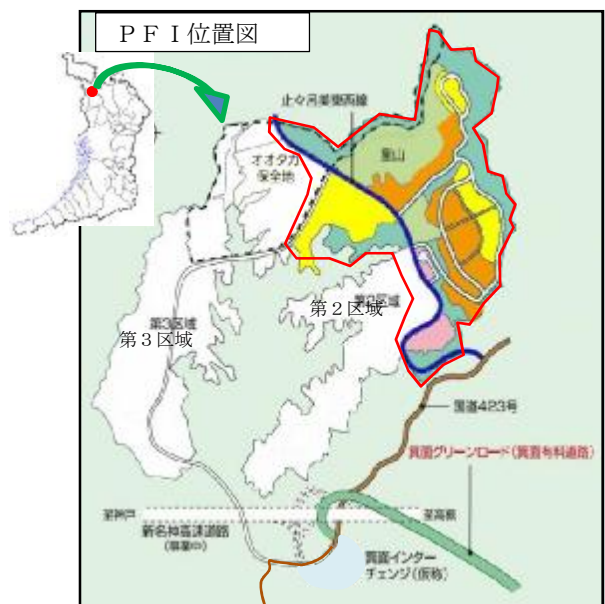 ＰＦＩ位置図
止々呂美東西線
里山
オオタカ
保全地
第2区域
第２区域
第3区域
第３区域
国道423号
箕面グリーンロード(箕面有料道路)
至神戸
至高槻
新名神高速道路
(事業中)
箕面インター
チェンジ(仮称)